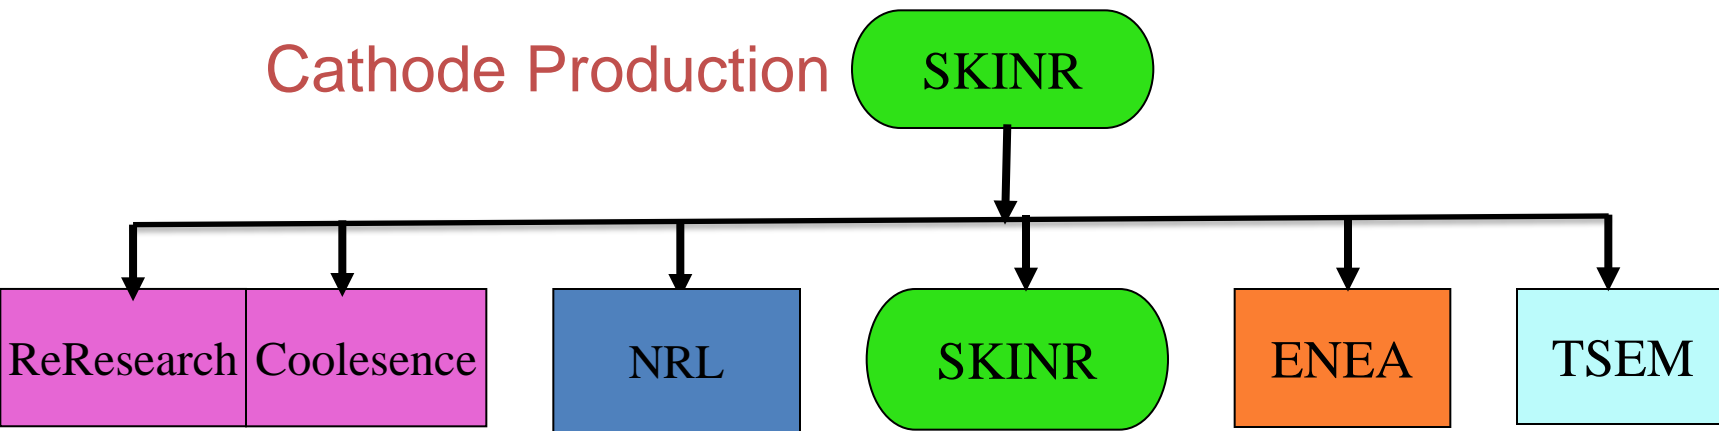 Cathode Production
SKINR
ReResearch
Coolesence
NRL
SKINR
ENEA
TSEM